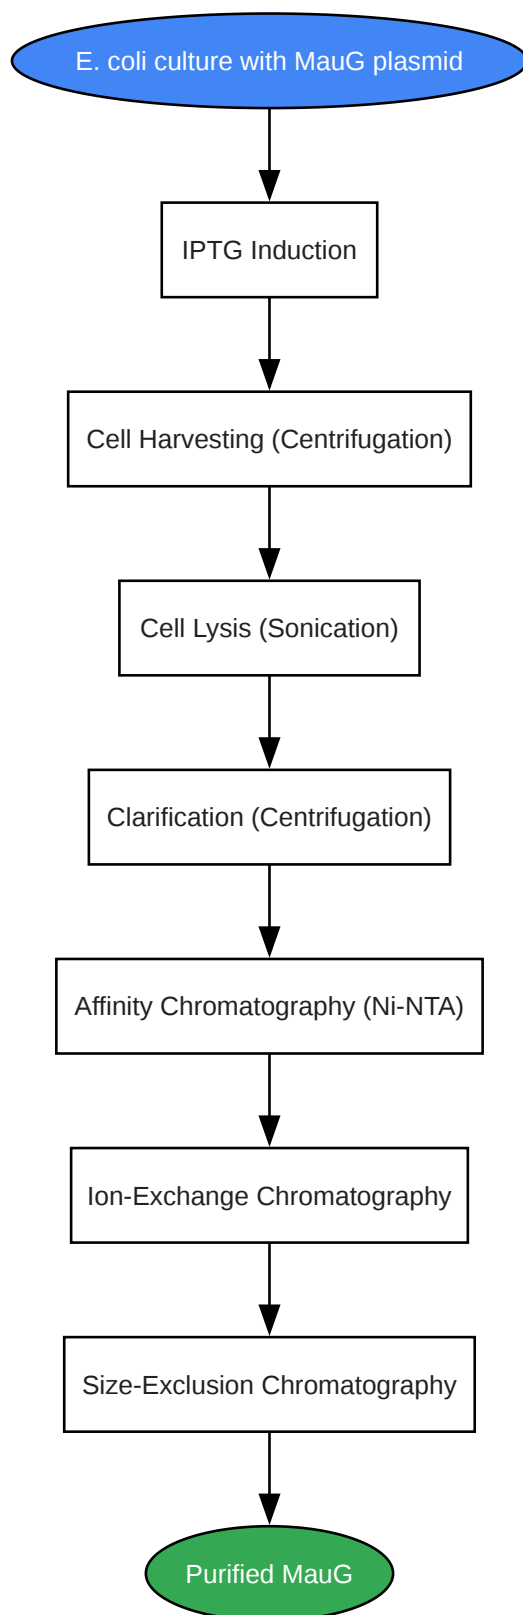 E. coli culture with MauG plasmid
IPTG Induction
Cell Harvesting (Centrifugation)
Cell Lysis (Sonication)
Clarification (Centrifugation)
Affinity Chromatography (Ni-NTA)
Ion-Exchange Chromatography
Size-Exclusion Chromatography
Purified MauG